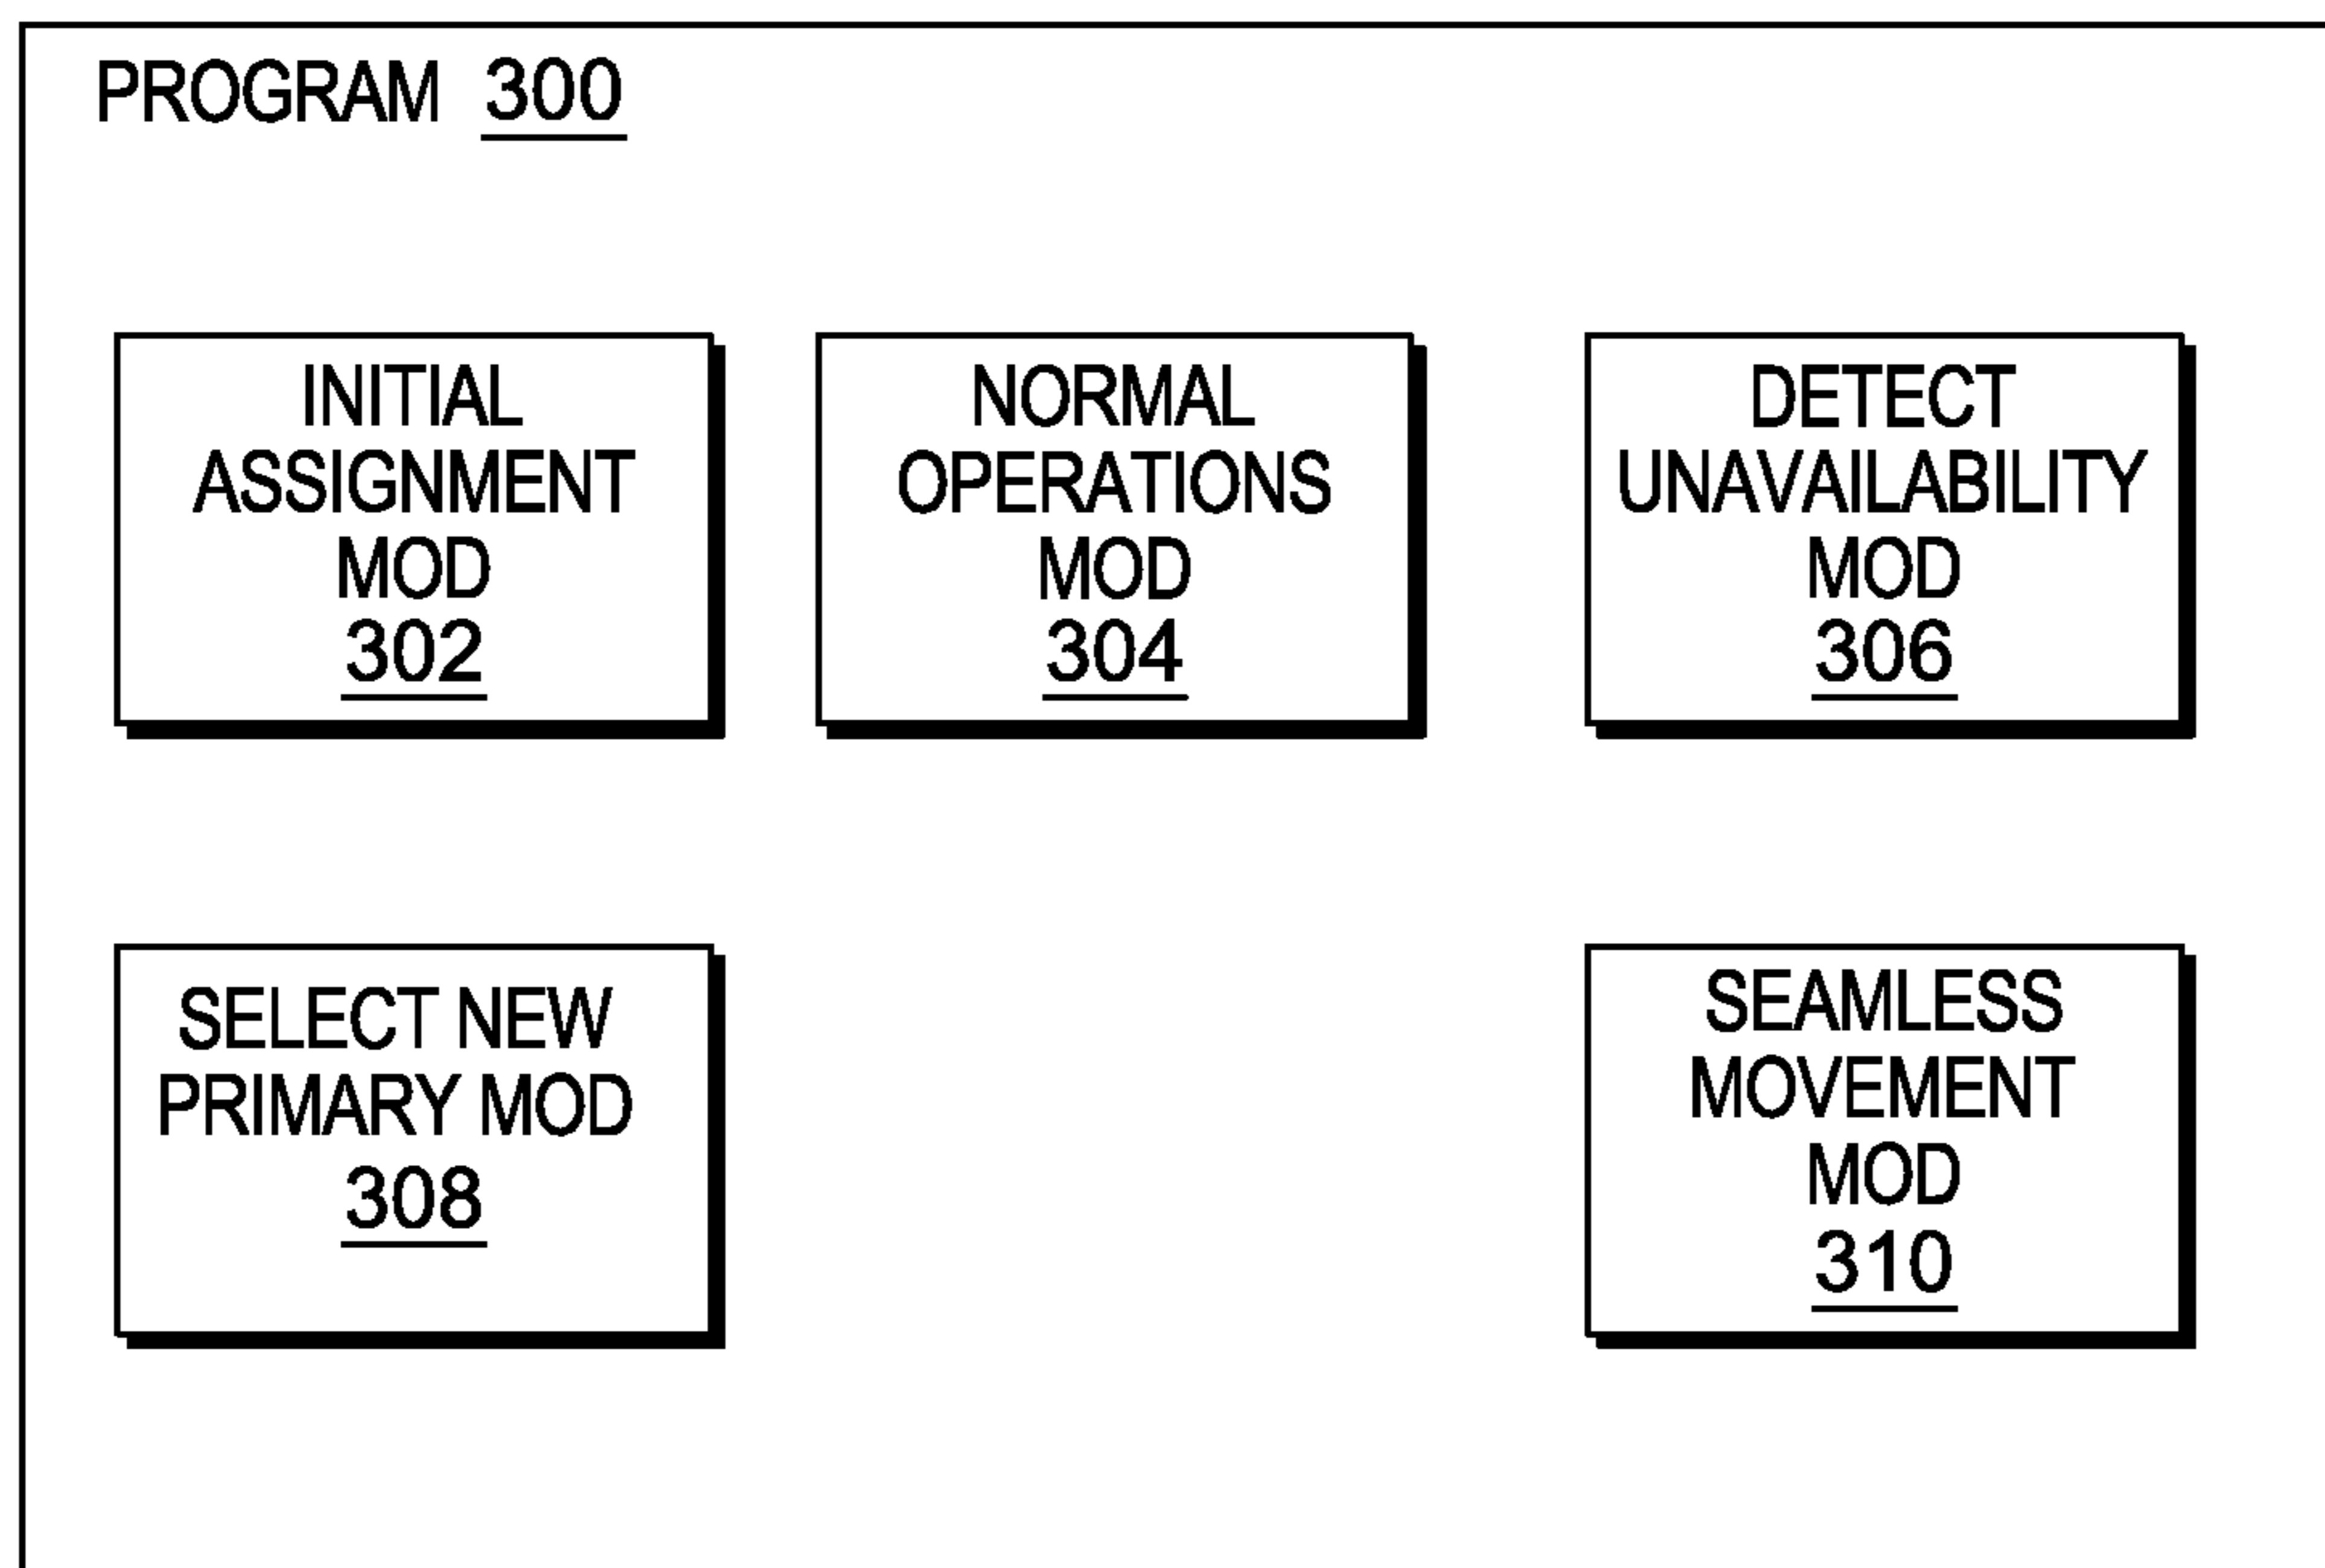 PROGRAM 300
INITIAL
ASSIGNMENT
MOD
302
NORMAL
OPERATIONS
MOD
304
DETECT
UNAVAILABILITY
MOD
306
SELECT NEW
PRIMARY MOD
308
SEAMLESS
MOVEMENT
MOD
310